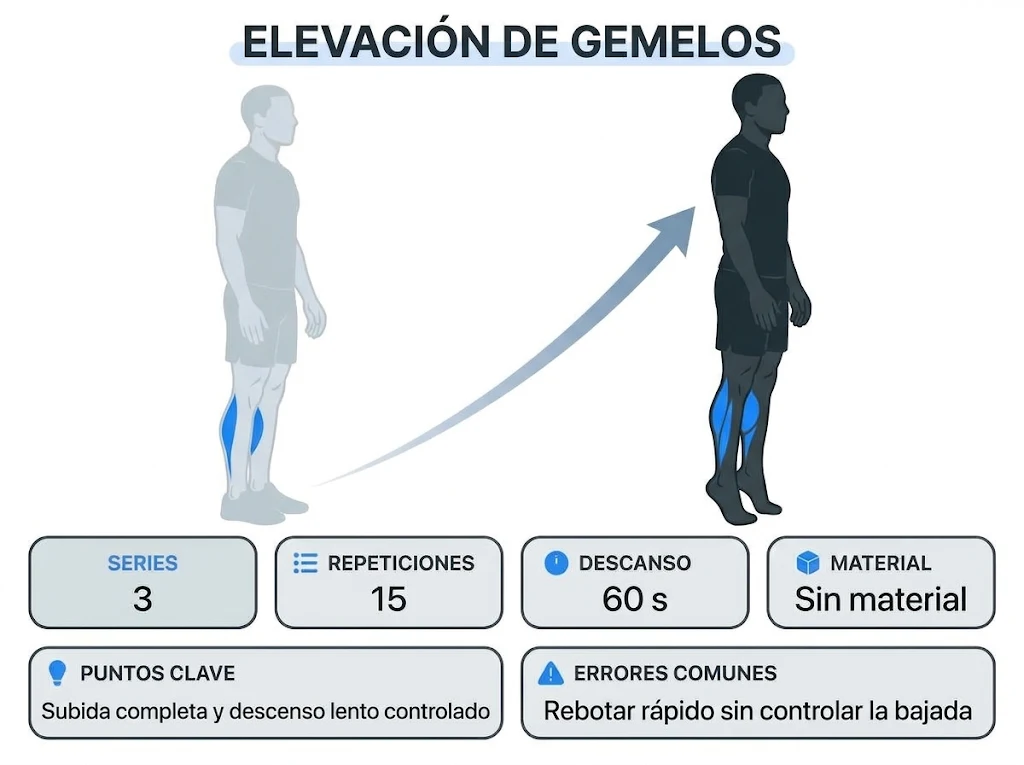 ELEVACIÓN DE GEMELOS
SERIES
3
REPETICIONES
15
DESCANSO
60 s
MATERIAL
Sin material
PUNTOS CLAVE
Subida completa y descenso lento controlado
ERRORES COMUNES
Rebotar rápido sin controlar la bajada